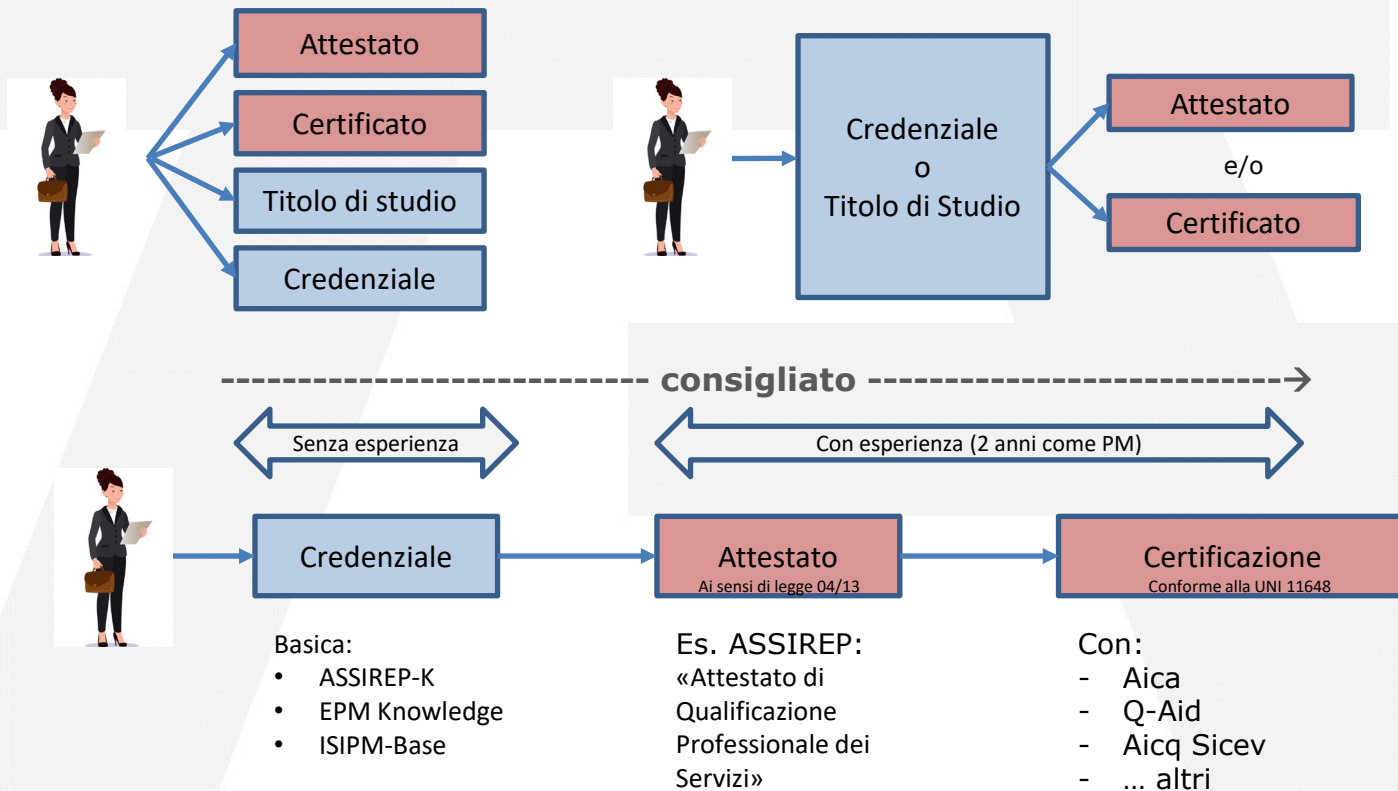 Attestato
Certificato
Titolo di studio
Credenziale
Credenziale
o
Titolo di Studio
Attestato
e/o
Certificato
---------------------------- consigliato ---------------------------→
Senza esperienza
Con esperienza (2 anni come PM)
Credenziale
Attestato
Ai sensi di legge 04/13
Certificazione
Conforme alla UNI 11648
Basica:
• ASSIREP-K
• EPM Knowledge
• ISIPM-Base
Es. ASSIREP:
«Attestato di
Qualificazione
Professionale dei
Servizi»
Con:
- Aica
- Q-Aid
- Aicq Sicev
- … altri